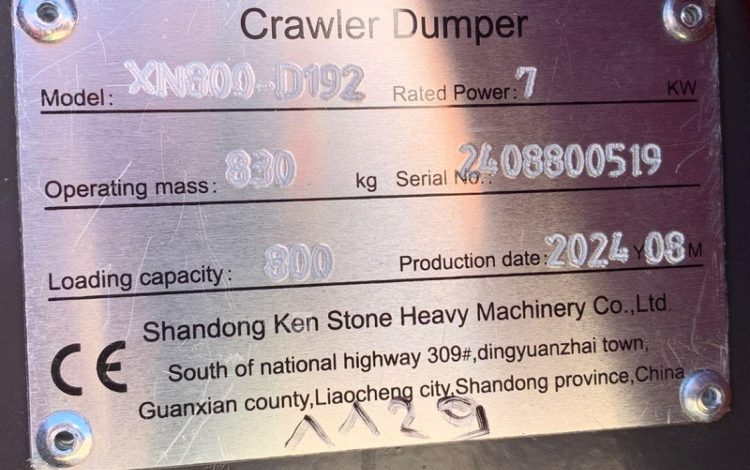 Crawler Dumper
Model: XN800-D192 Rated Power: 7 KW
Operating mass: 830 kg Serial No.: 2408800519
Loading capacity: 800 Production date: 2024 Y 08 M
Shandong Ken Stone Heavy Machinery Co.,Ltd.
CE South of national highway 309#,dingyuanzhai town,
Guanxian county,Liaocheng city,Shandong province,China
1129